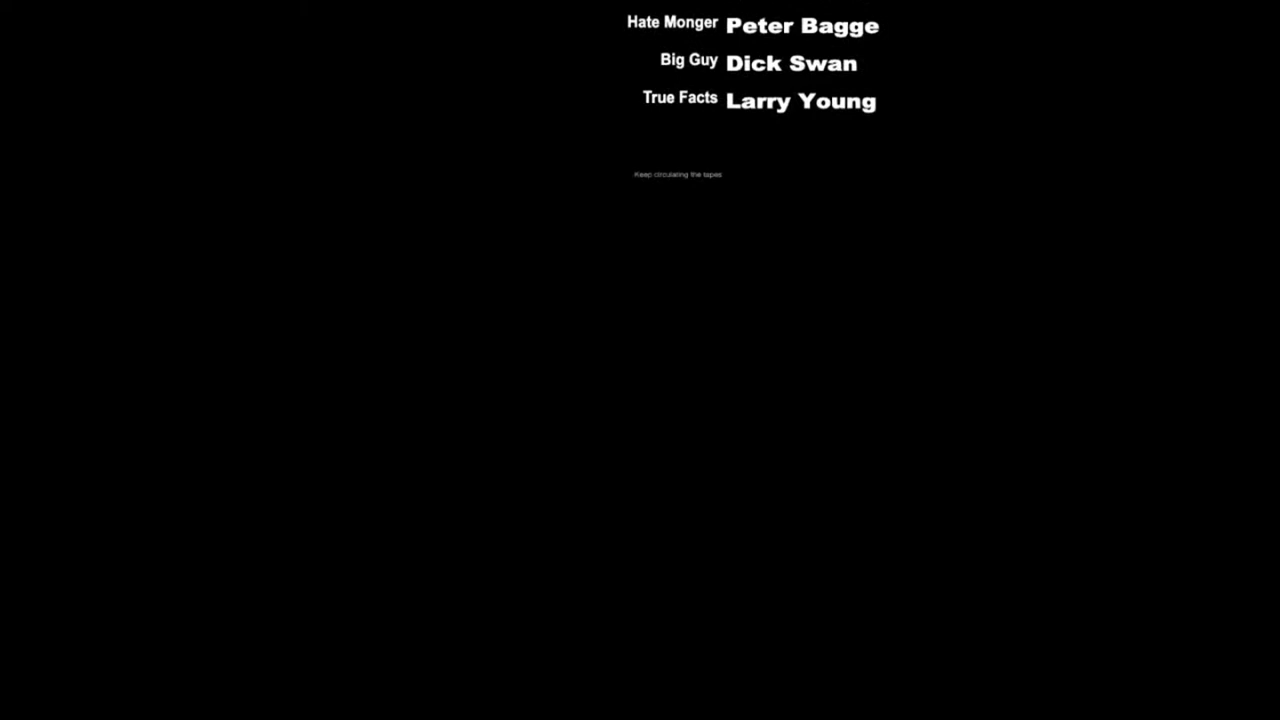 Hate Monger Peter Bagge
Big Guy Dick Swan
True Facts Larry Young
Keep circulating the tapes